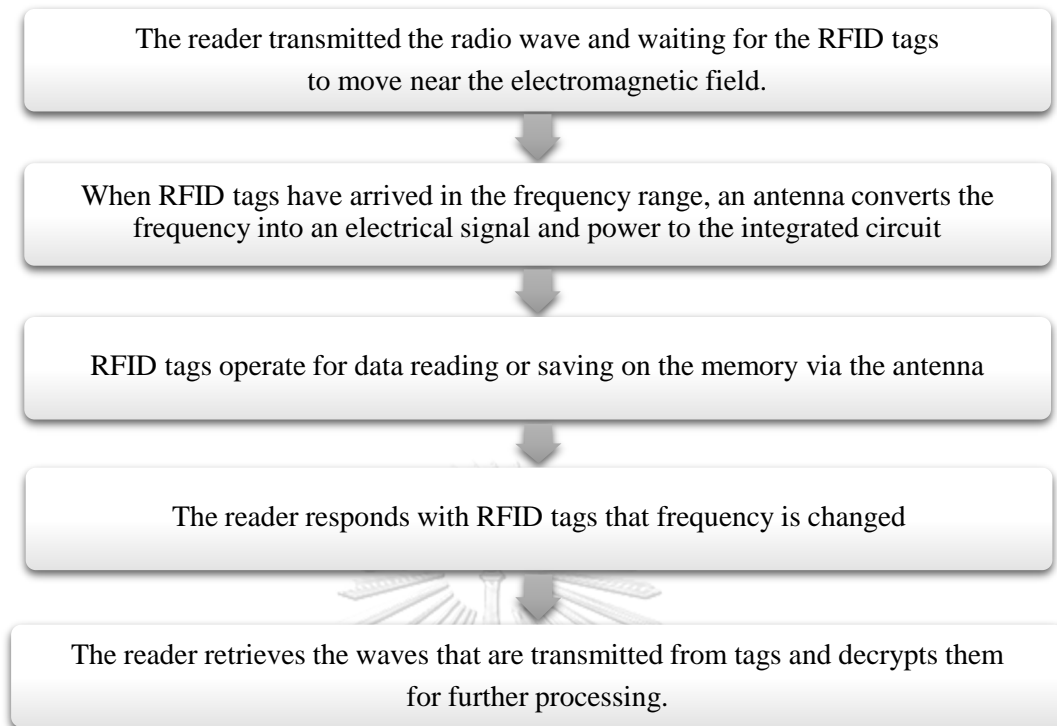 The reader transmitted the radio wave and waiting for the RFID tags
to move near the electromagnetic field.
When RFID tags have arrived in the frequency range, an antenna converts the
frequency into an electrical signal and power to the integrated circuit
RFID tags operate for data reading or saving on the memory via the antenna
The reader responds with RFID tags that frequency is changed
The reader retrieves the waves that are transmitted from tags and decrypts them
for further processing.